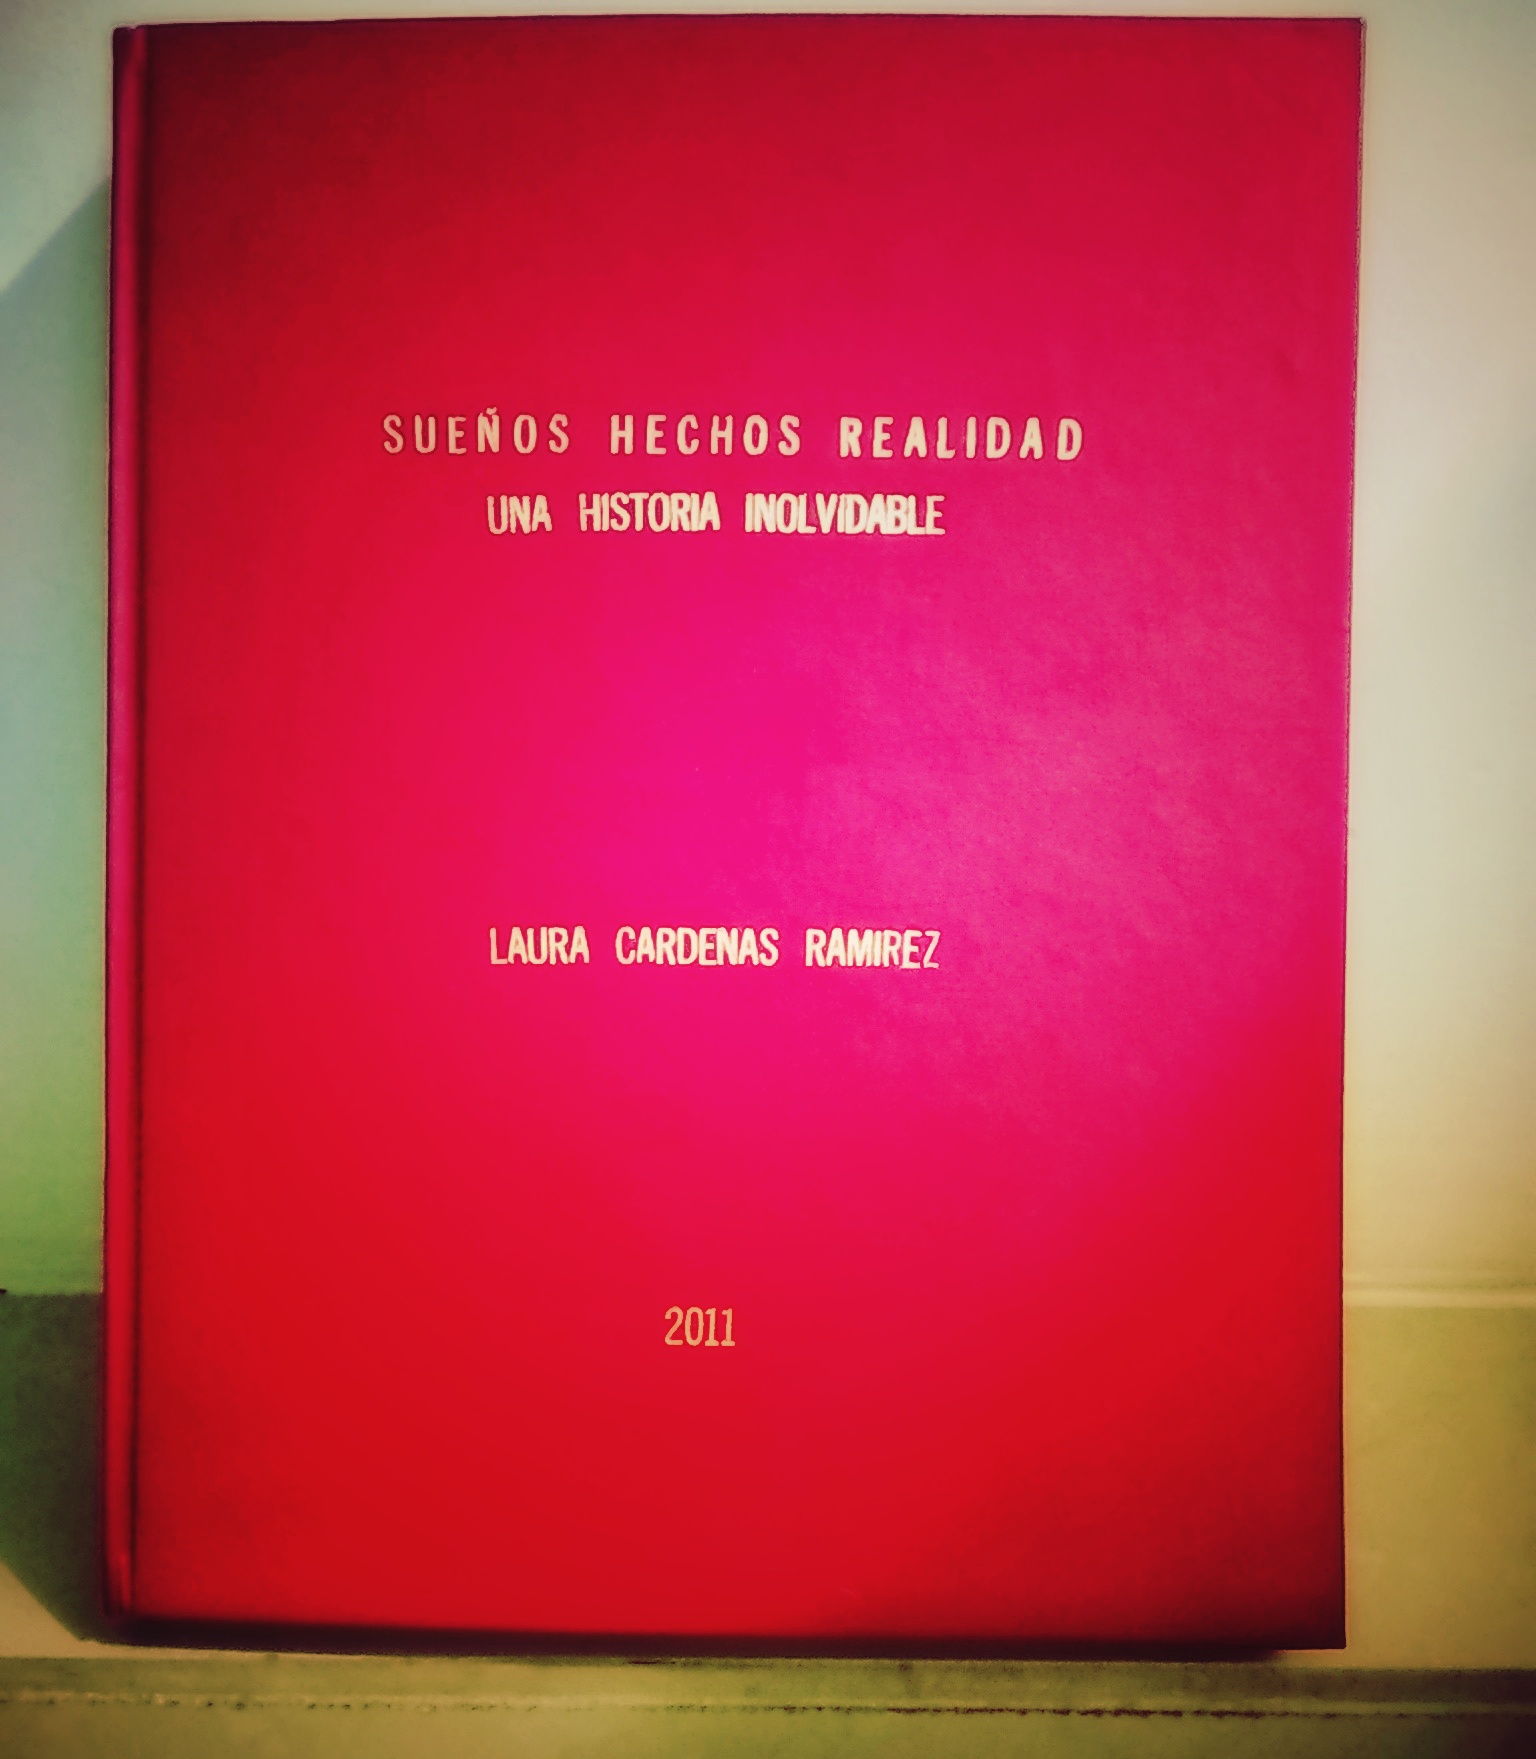 SUEÑOS HECHOS REALIDAD
UNA HISTORIA INOLVIDABLE
LAURA CARDENAS RAMIREZ
2011